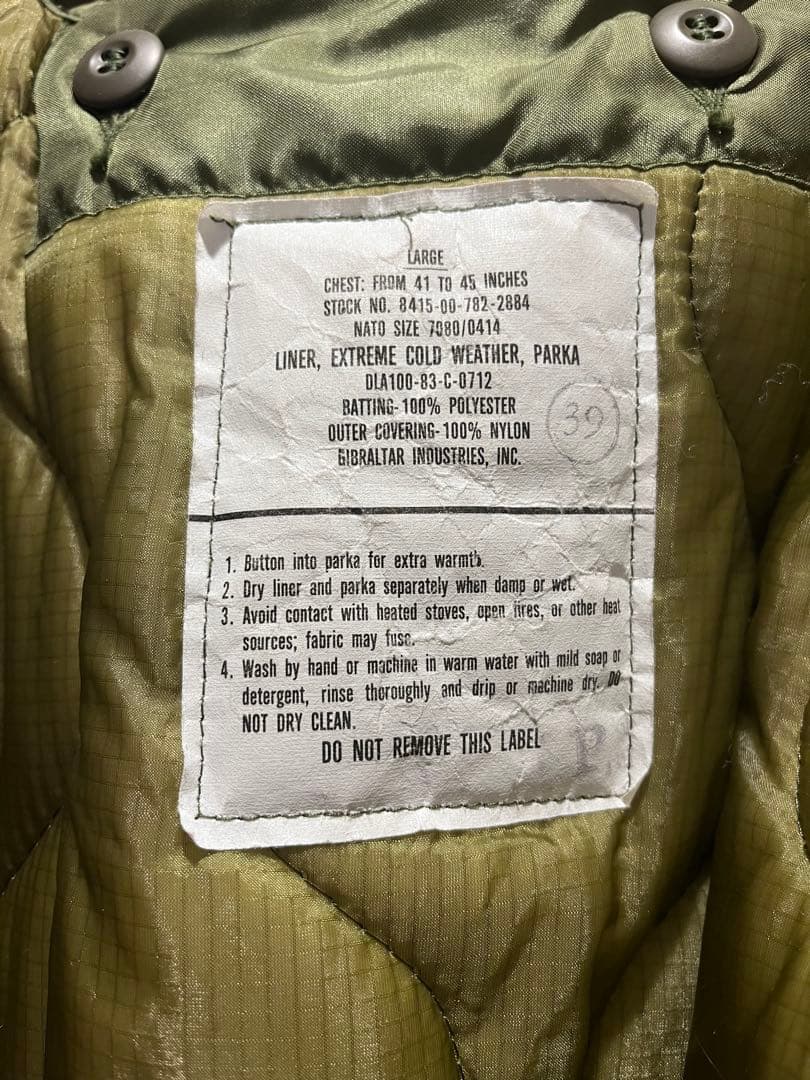 LARGE
CHEST: FROM 41 TO 45 INCHES
STOCK NO. 8415-00-782-2884
NATO SIZE 7080/0414
LINER, EXTREME COLD WEATHER, PARKA
DLA100-83-C-0712
BATTING-100% POLYESTER
39
OUTER COVERING-100% NYLON
GIBRALTAR INDUSTRIES, INC.
1. Button into parka for extra warmth.
2. Dry liner and parka separately when damp or wet.
3. Avoid contact with heated stoves, open fires, or other heat
sources; fabric may fuse.
4. Wash by hand or machine in warm water with mild soap or
detergent, rinse thoroughly and drip or machine dry. DO
NOT DRY CLEAN.
DO NOT REMOVE THIS LABEL
P